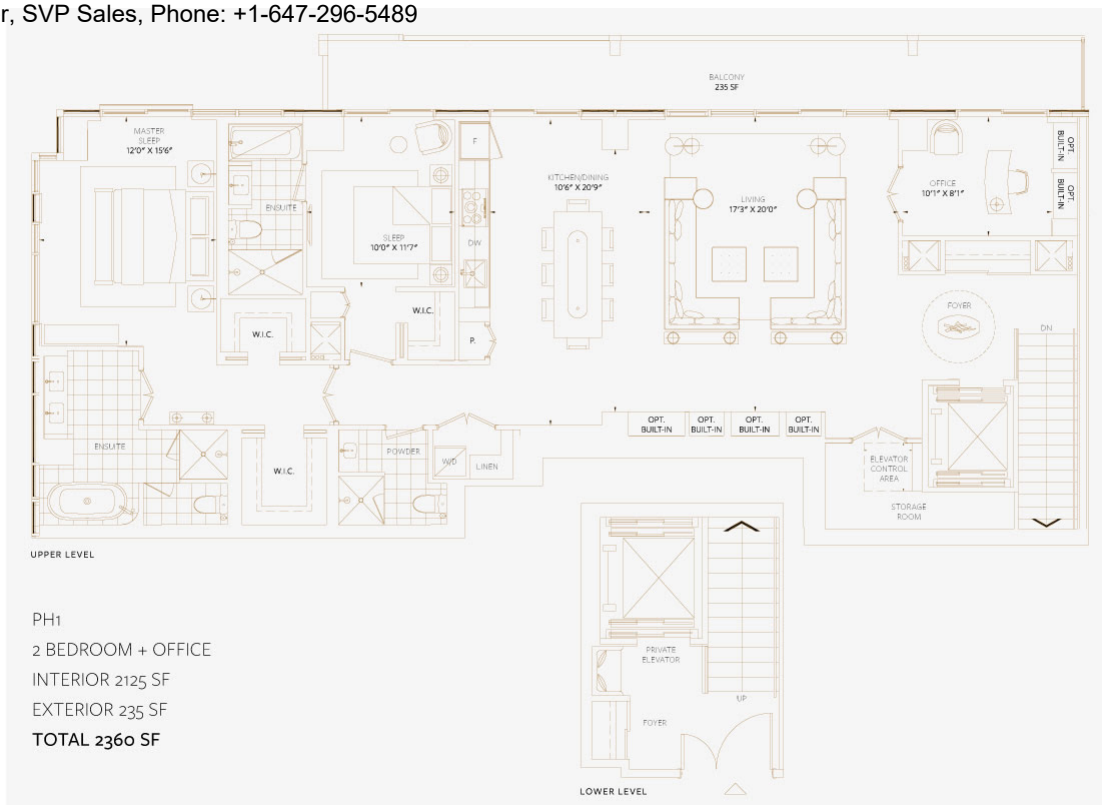 r, SVP Sales, Phone: +1-647-296-5489
BALCONY
235 SF
MASTER
SLEEP
12'0" X 15'6"
ENSUITE
SLEEP
10'0" X 11'7"
F
DW
P.
KITCHEN/DINING
10'6" X 20'9"
LIVING
17'3" X 20'0"
OFFICE
10'1" X 8'1"
OPT.
BUILT-IN
OPT.
BUILT-IN
FOYER
DN
W.I.C.
W.I.C.
ENSUITE
W.I.C.
POWDER
W/D
LINEN
OPT.
BUILT-IN
OPT.
BUILT-IN
OPT.
BUILT-IN
OPT.
BUILT-IN
ELEVATOR
CONTROL
AREA
STORAGE
ROOM
UPPER LEVEL
PH1
2 BEDROOM + OFFICE
INTERIOR 2125 SF
EXTERIOR 235 SF
TOTAL 2360 SF
PRIVATE
ELEVATOR
UP
FOYER
LOWER LEVEL